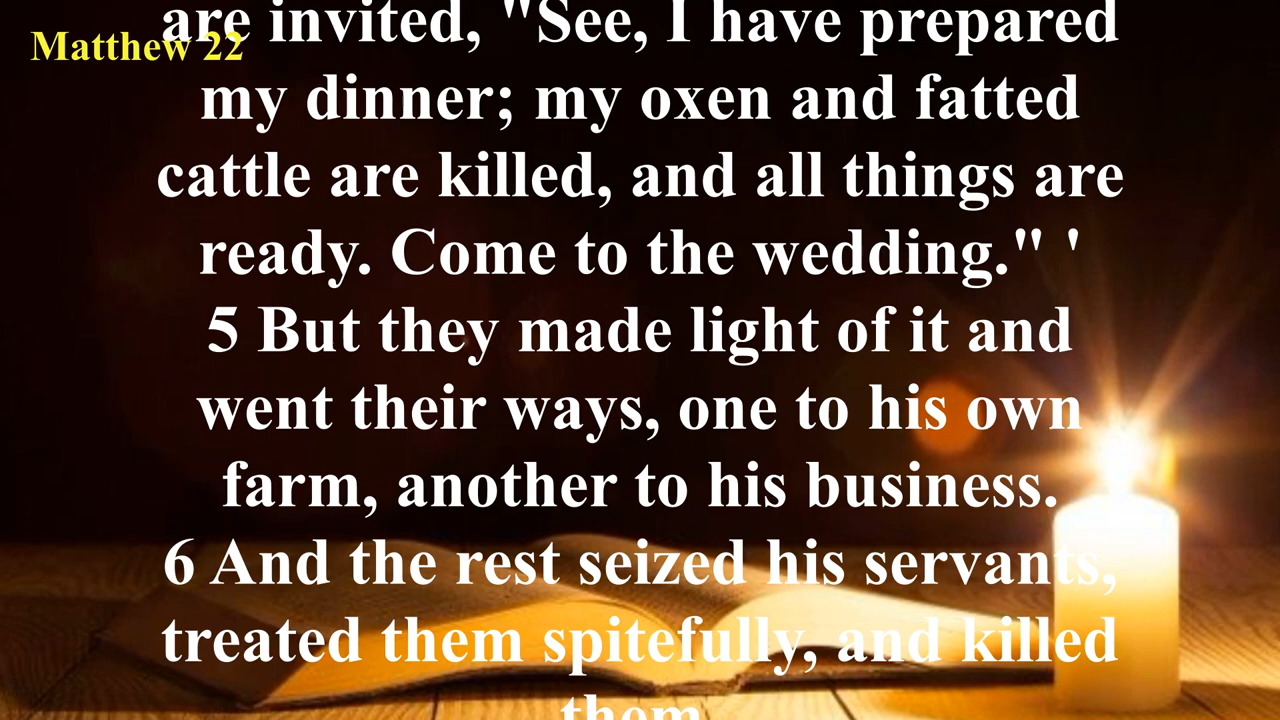 Matthew 22
are invited, "See, I have prepared
my dinner; my oxen and fatted
cattle are killed, and all things are
ready. Come to the wedding." '
5 But they made light of it and
went their ways, one to his own
farm, another to his business.
6 And the rest seized his servants,
treated them spitefully, and killed
them